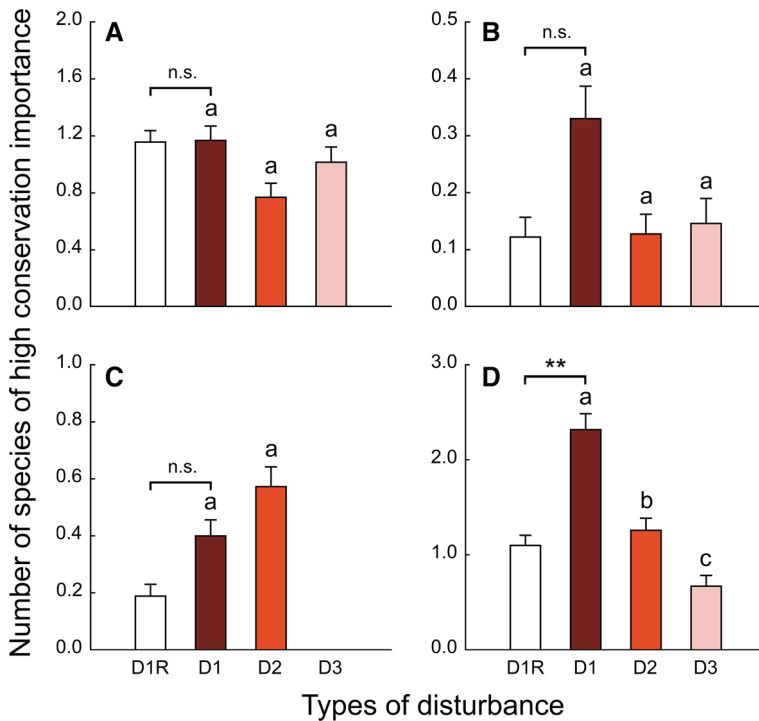 Number of species of high conservation importance
A
2.0
1.6
1.2
0.8
0.4
0.0
n.s.
a
a
a
B
0.5
0.4
0.3
0.2
0.1
0.0
n.s.
a
a
a
C
1.0
0.8
0.6
0.4
0.2
0.0
n.s.
a
a
D1R D1 D2 D3
D
3.0
2.0
1.0
0.0
**
a
b
c
D1R D1 D2 D3
Types of disturbance